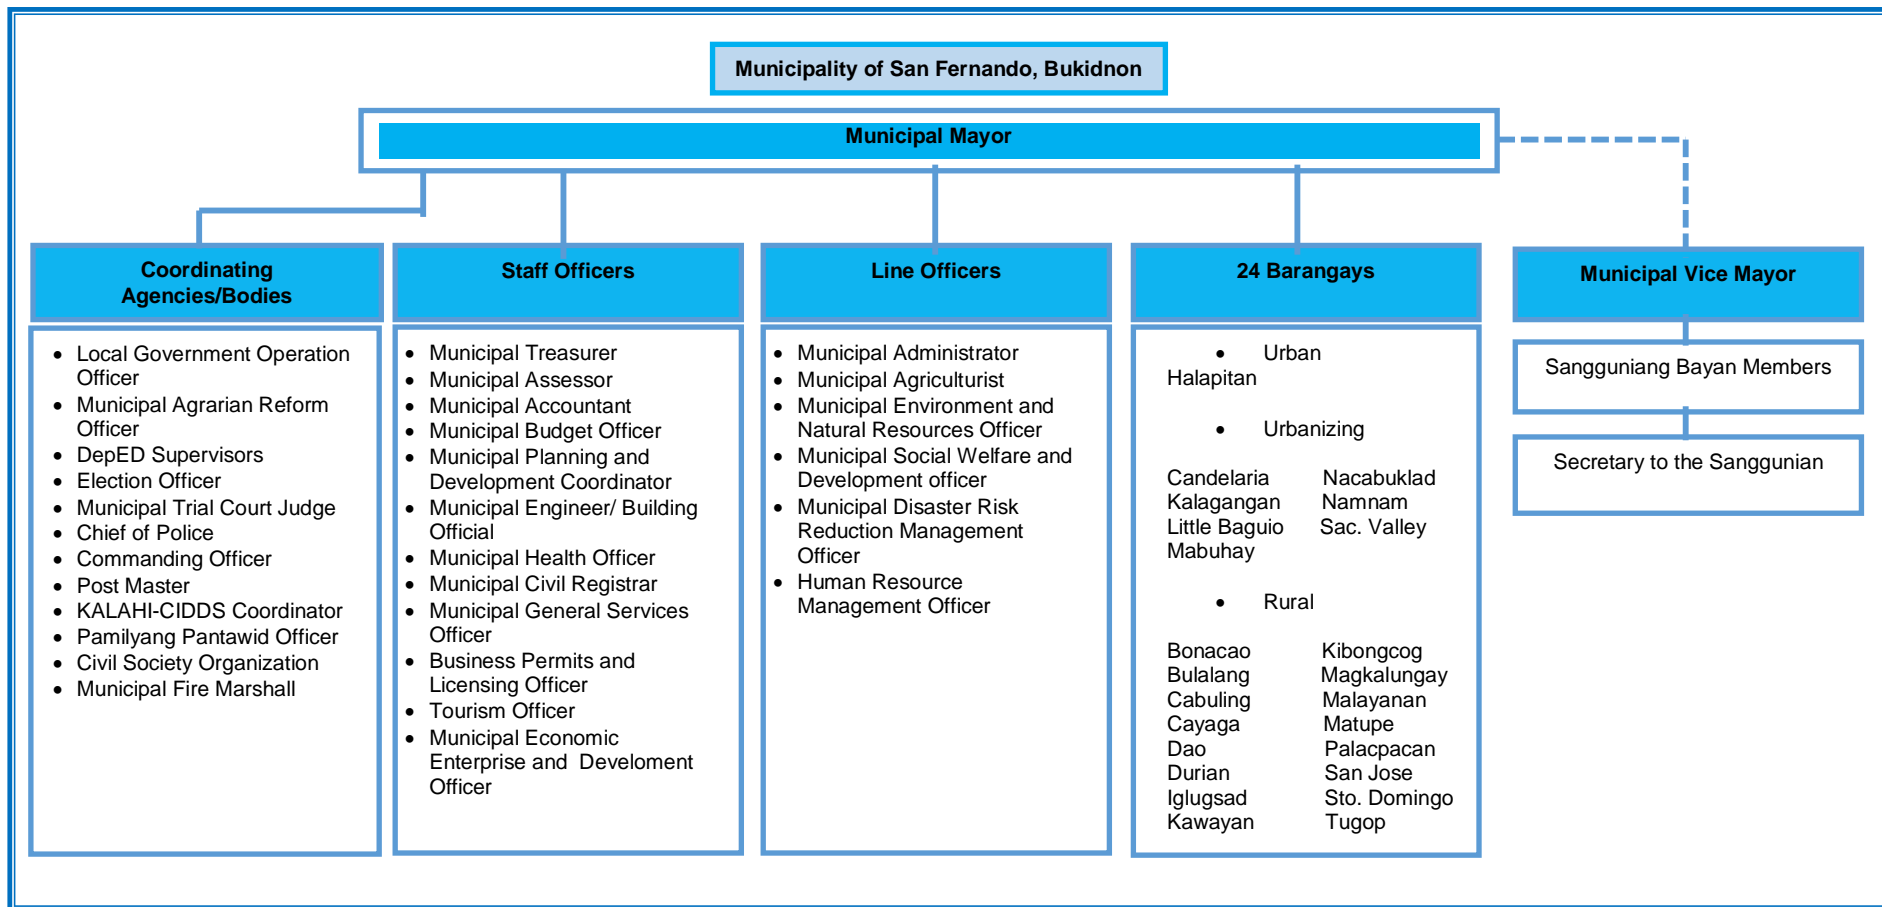 Municipality of San Fernando, Bukidnon
Municipal Mayor
Coordinating
Agencies/Bodies
• Local Government Operation
Officer
• Municipal Agrarian Reform
Officer
• DepED Supervisors
• Election Officer
• Municipal Trial Court Judge
• Chief of Police
• Commanding Officer
• Post Master
• KALAHI-CIDDS Coordinator
• Pamilyang Pantawid Officer
• Civil Society Organization
• Municipal Fire Marshall
Staff Officers
• Municipal Treasurer
• Municipal Assessor
• Municipal Accountant
• Municipal Budget Officer
• Municipal Planning and
Development Coordinator
• Municipal Engineer/ Building
Official
• Municipal Health Officer
• Municipal Civil Registrar
• Municipal General Services
Officer
• Business Permits and
Licensing Officer
• Tourism Officer
• Municipal Economic
Enterprise and Develoment
Officer
Line Officers
• Municipal Administrator
• Municipal Agriculturist
• Municipal Environment and
Natural Resources Officer
• Municipal Social Welfare and
Development officer
• Municipal Disaster Risk
Reduction Management
Officer
• Human Resource
Management Officer
24 Barangays
• Urban
Halapitan
• Urbanizing
Candelaria Nacabuklad
Kalagangan Namnam
Little Baguio Sac. Valley
Mabuhay
• Rural
Bonacao Kibongcog
Bulalang Magkalungay
Cabuling Malayanan
Cayaga Matupe
Dao Palacpacan
Durian San Jose
Iglugsad Sto. Domingo
Kawayan Tugop
Municipal Vice Mayor
Sangguniang Bayan Members
Secretary to the Sanggunian